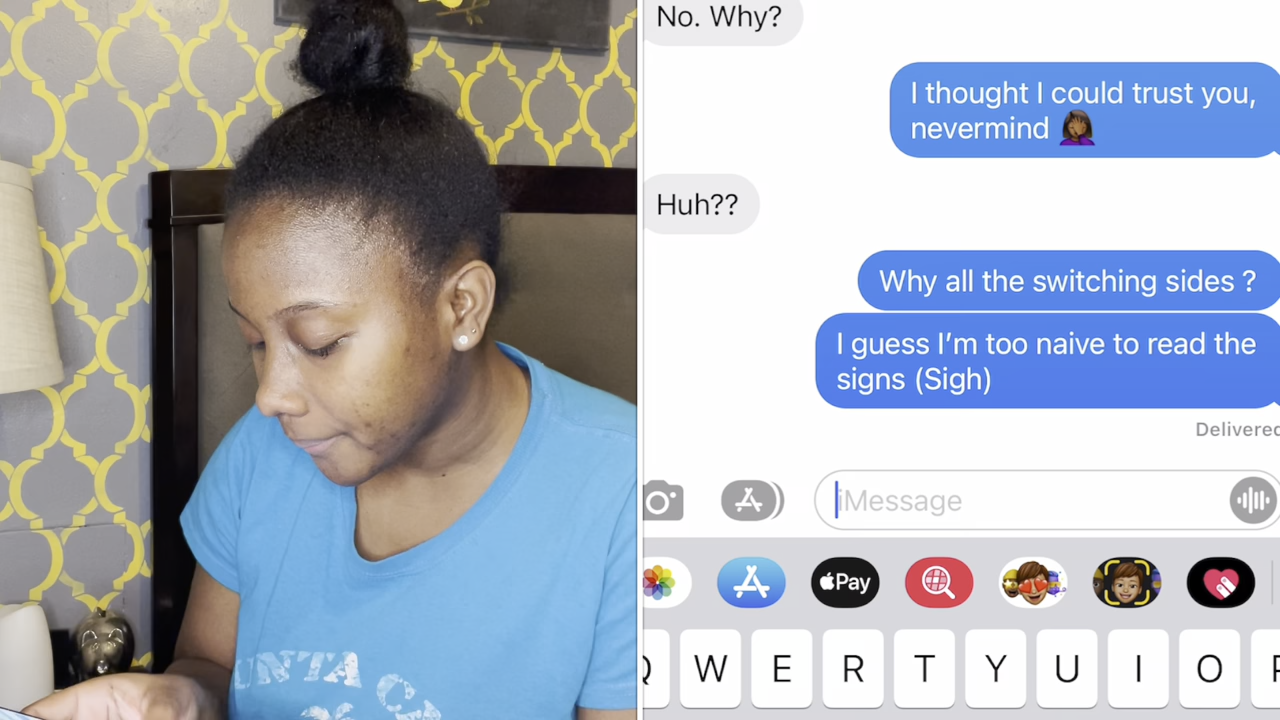 No. Why?
I thought I could trust you,
nevermind 🤦🏾‍♀️
Huh??
Why all the switching sides ?
I guess I’m too naive to read the
signs (Sigh)
Delivered
iMessage
Pay
W E R T Y U I O